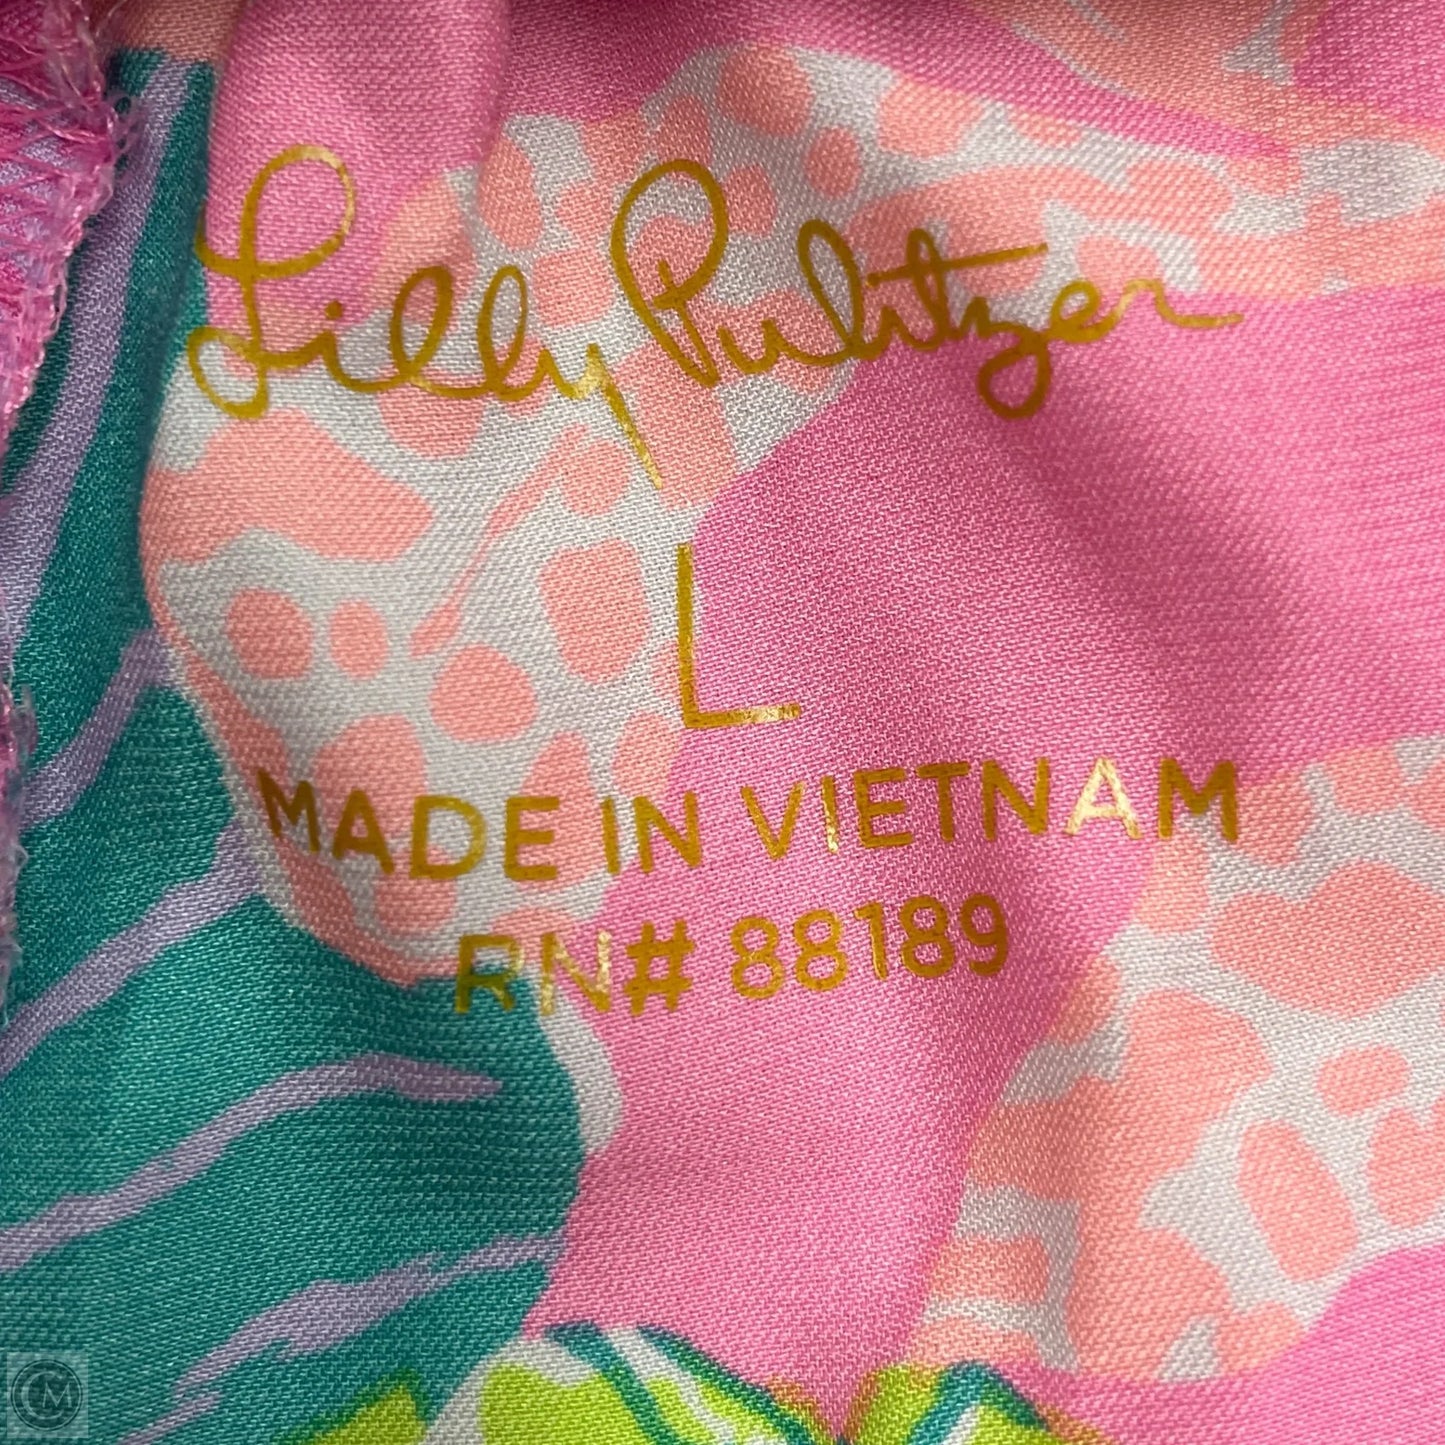 Lilly Pulitzer
L
MADE IN VIETNAM
RN# 88189